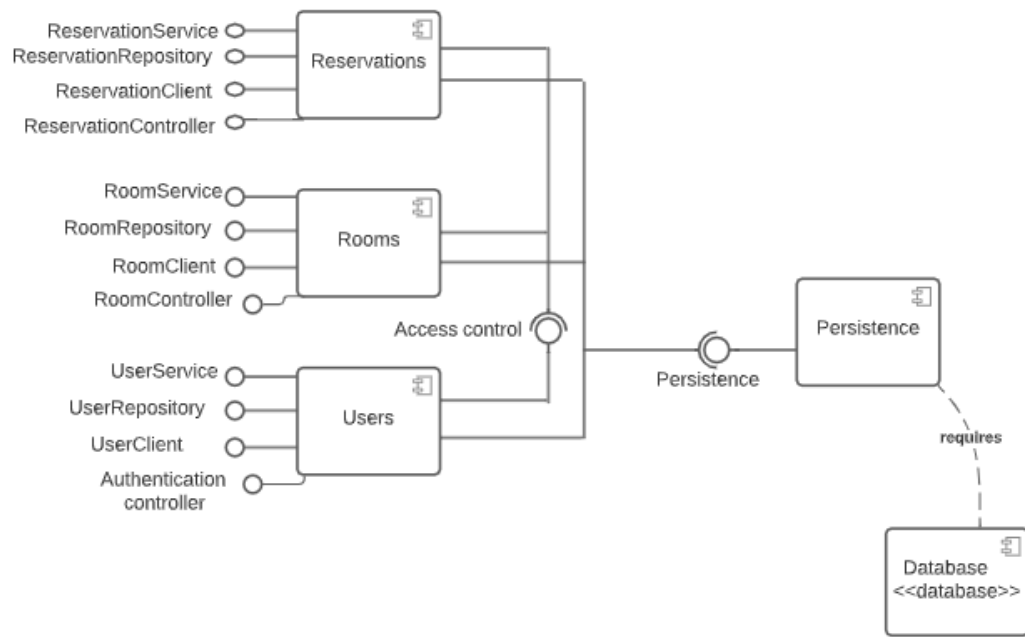 ReservationService
ReservationRepository
ReservationClient
ReservationController
Reservations
RoomService
RoomRepository
RoomClient
RoomController
Rooms
Access control
UserService
UserRepository
UserClient
Authentication
controller
Users
Persistence
Persistence
requires
Database
<<database>>